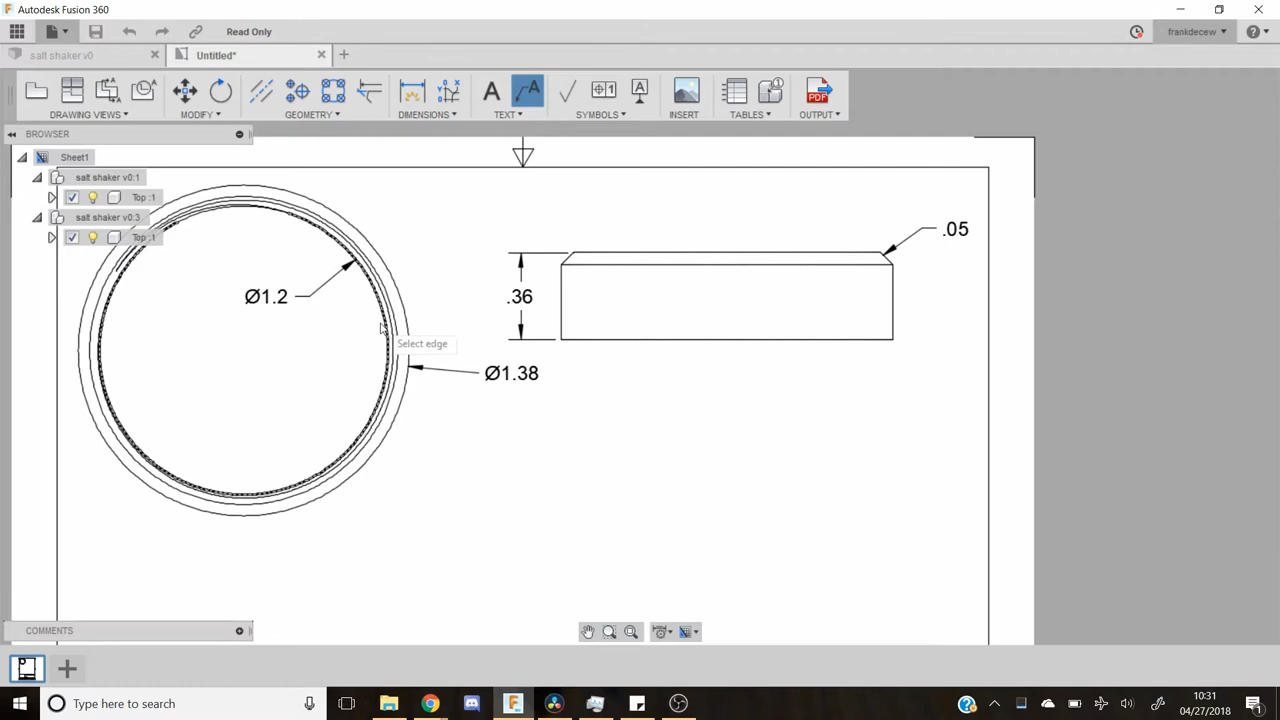 Autodesk Fusion 360
Read Only
frankdecew
salt shaker v0
Untitled*
DRAWING VIEWS
MODIFY
GEOMETRY
DIMENSIONS
TEXT
SYMBOLS
INSERT
TABLES
OUTPUT
BROWSER
Sheet1
salt shaker v0:1
Top :1
salt shaker v0:3
Top :1
.05
Ø1.2
.36
Select edge
Ø1.38
COMMENTS
Type here to search
10:31
04/27/2018